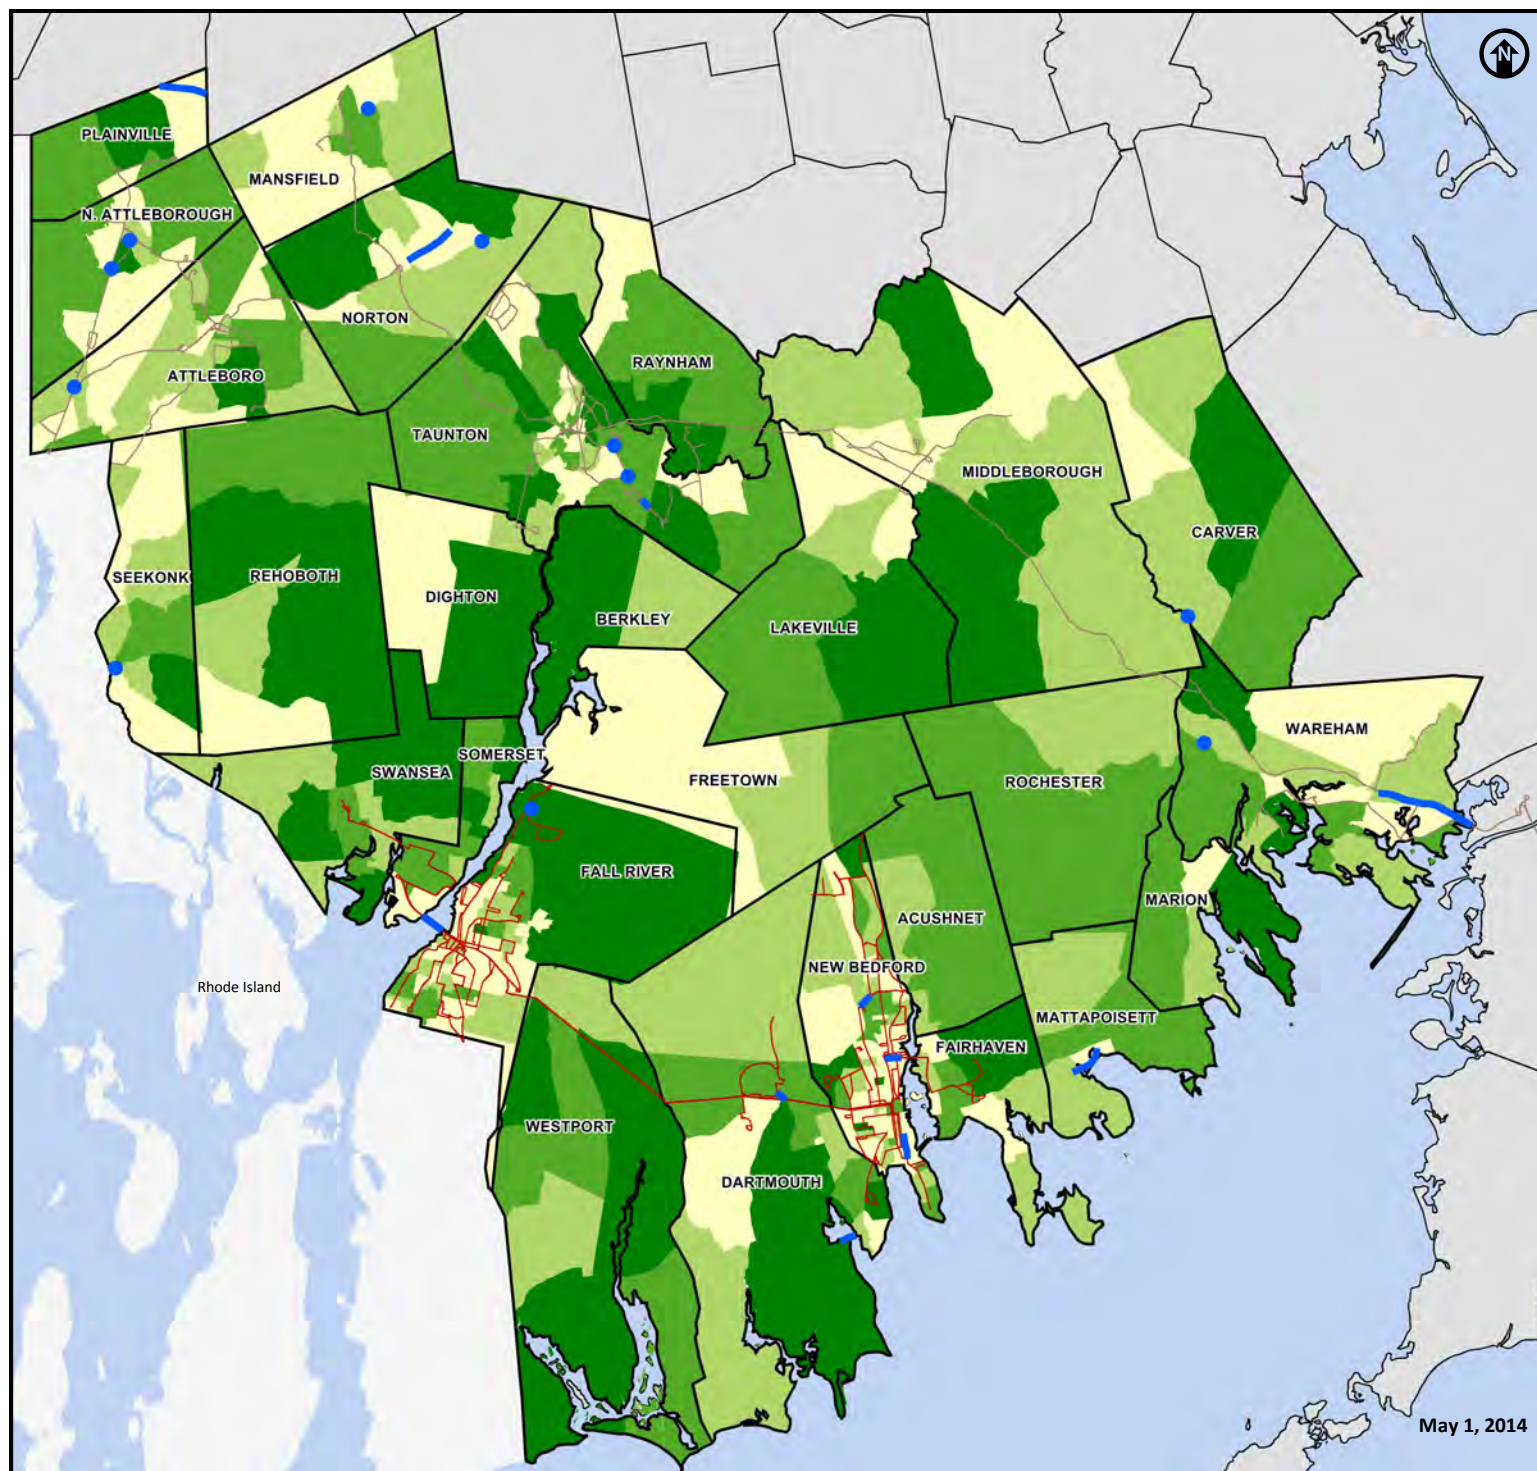 N
PLAINVILLE
MANSFIELD
N. ATTLEBOROUGH
NORTON
RAYNHAM
ATTLEBORO
TAUNTON
MIDDLEBOROUGH
CARVER
SEEKONK
REHOBOTH
DIGHTON
BERKLEY
LAKEVILLE
WAREHAM
SOMERSET
SWANSEA
FREETOWN
ROCHESTER
FALL RIVER
MARION
ACUSHNET
NEW BEDFORD
Rhode Island
MATTAPOISETT
FAIRHAVEN
WESTPORT
DARTMOUTH
May 1, 2014